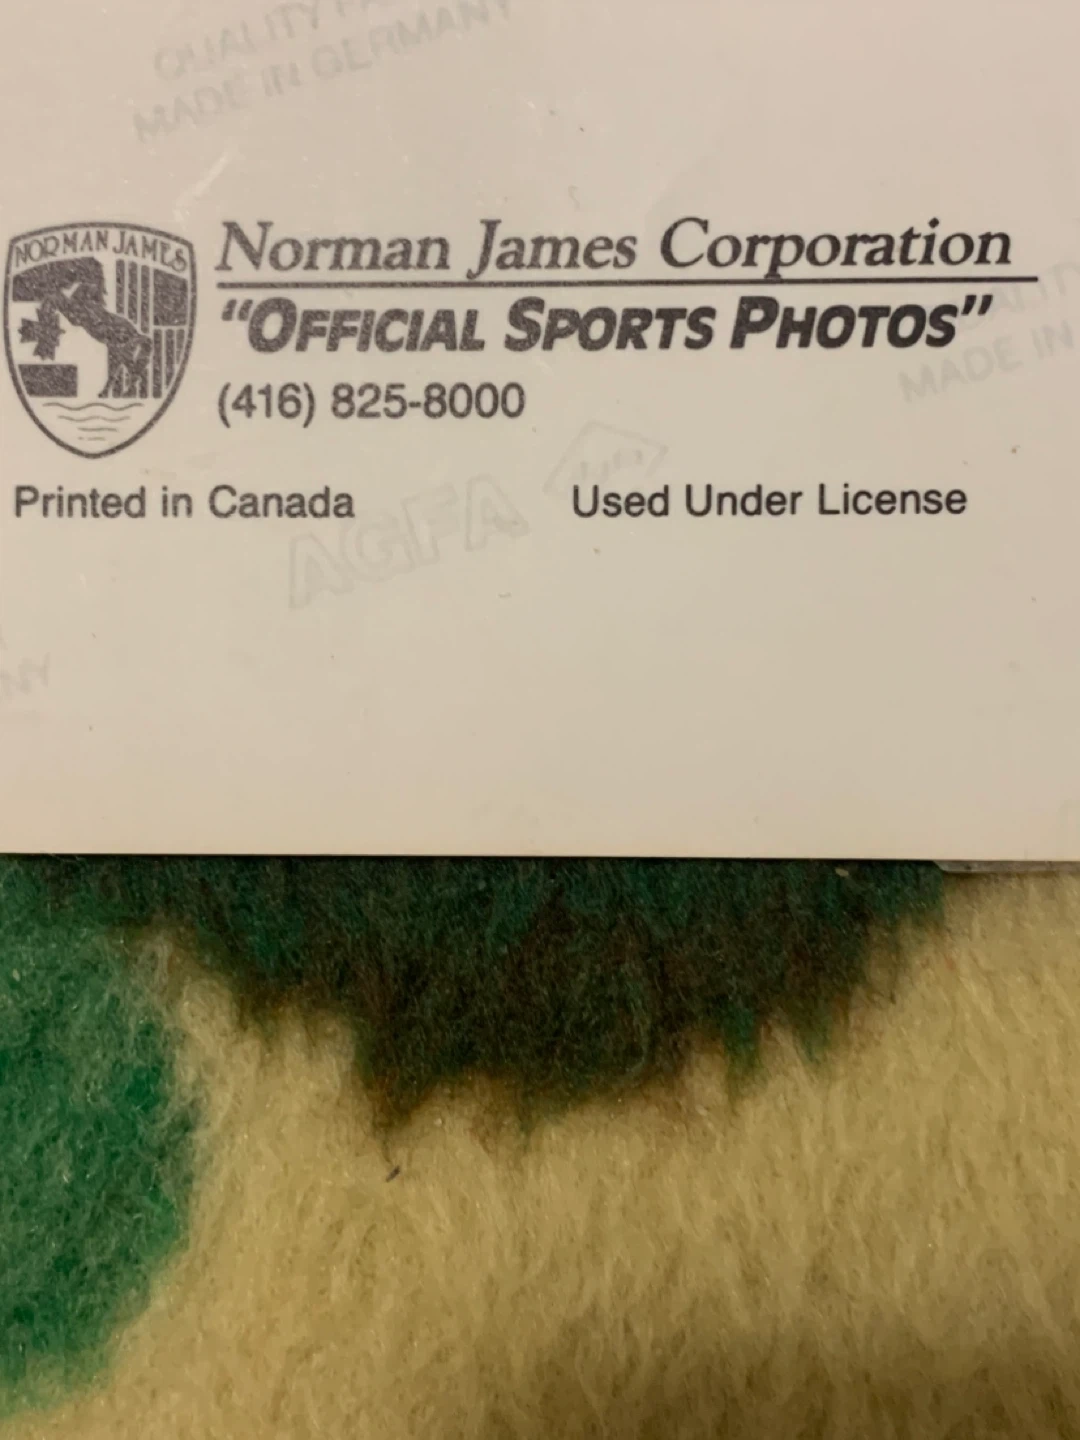 QUALITY
MADE IN GERMANY
NORMAN JAMES
Norman James Corporation
"OFFICIAL SPORTS PHOTOS"
MADE IN
(416) 825-8000
AGFA
Printed in Canada
Used Under License